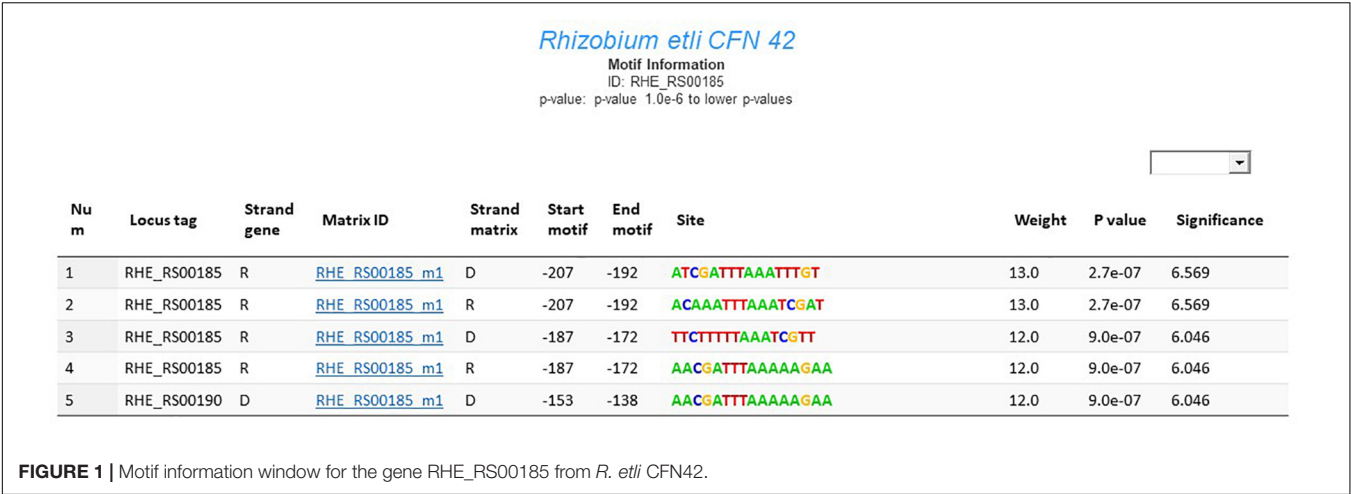 Rhizobium etli CFN 42
Motif Information
ID: RHE_RS00185
p-value: p-value 1.0e-6 to lower p-values
Nu m Locus tag Strand gene Matrix ID Strand matrix Start motif End motif Site Weight P value Significance
1 RHE_RS00185 R RHE_RS00185_m1 D -207 -192 ATCGATTTAAATTTGT 13.0 2.7e-07 6.569
2 RHE_RS00185 R RHE_RS00185_m1 R -207 -192 ACAAATTTAAATCGAT 13.0 2.7e-07 6.569
3 RHE_RS00185 R RHE_RS00185_m1 D -187 -172 TTCTTTTTAAATCGTT 12.0 9.0e-07 6.046
4 RHE_RS00185 R RHE_RS00185_m1 R -187 -172 AACGATTTAAAAAGAA 12.0 9.0e-07 6.046
5 RHE_RS00190 D RHE_RS00185_m1 D -153 -138 AACGATTTAAAAAGAA 12.0 9.0e-07 6.046
FIGURE 1 | Motif information window for the gene RHE_RS00185 from R. etli CFN42.